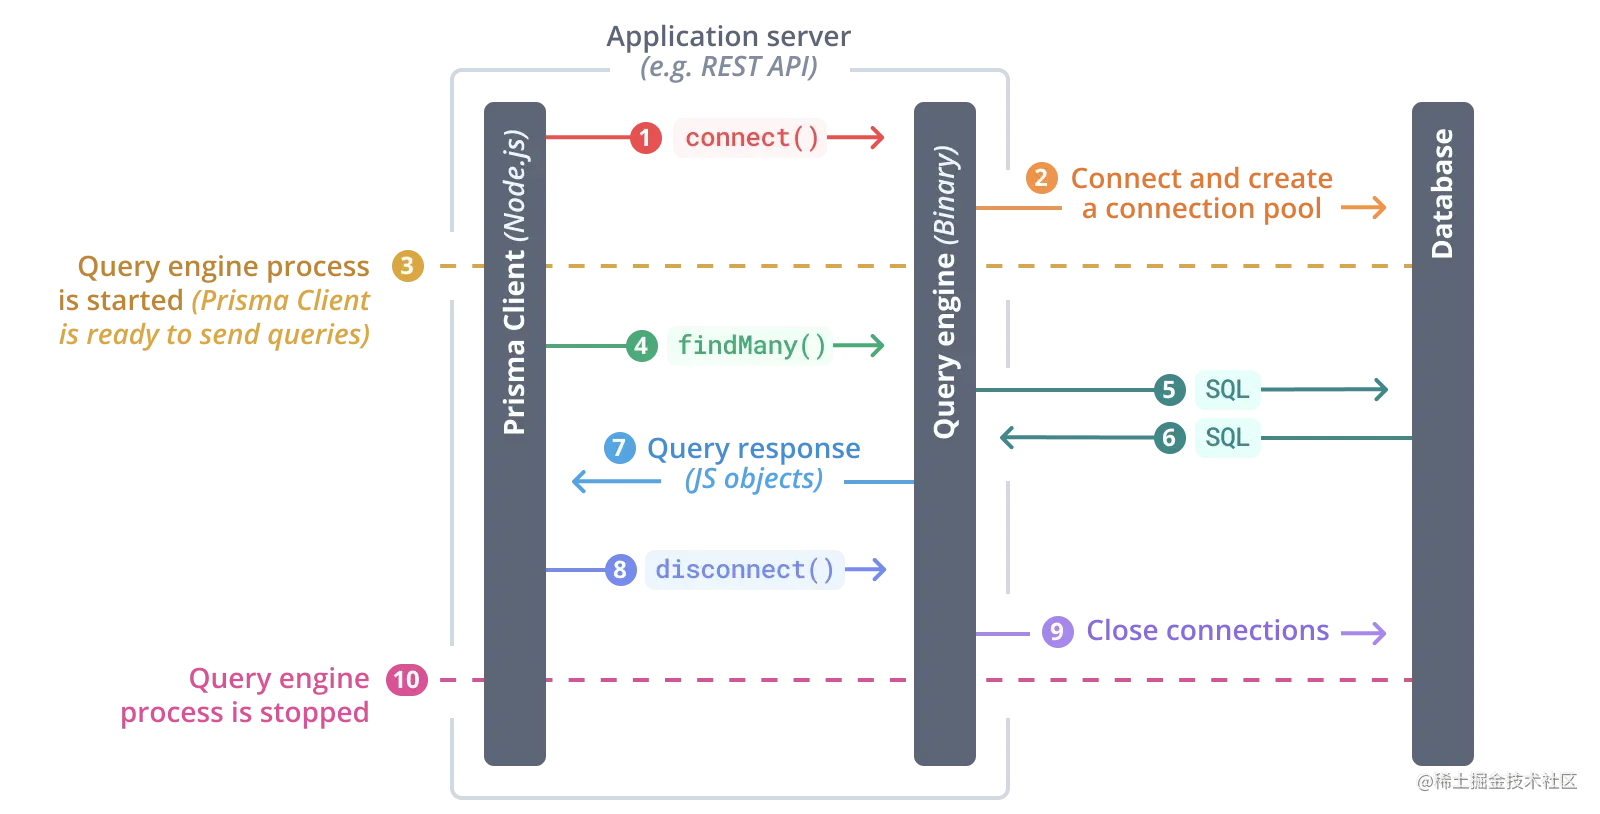 Application server
(e.g. REST API)
Prisma Client (Node.js)
Query engine (Binary)
Database
1 connect()
2 Connect and create
a connection pool
Query engine process 3
is started (Prisma Client
is ready to send queries)
4 findMany()
5 SQL
6 SQL
7 Query response
(JS objects)
8 disconnect()
9 Close connections
Query engine 10
process is stopped
@稀土掘金技术社区